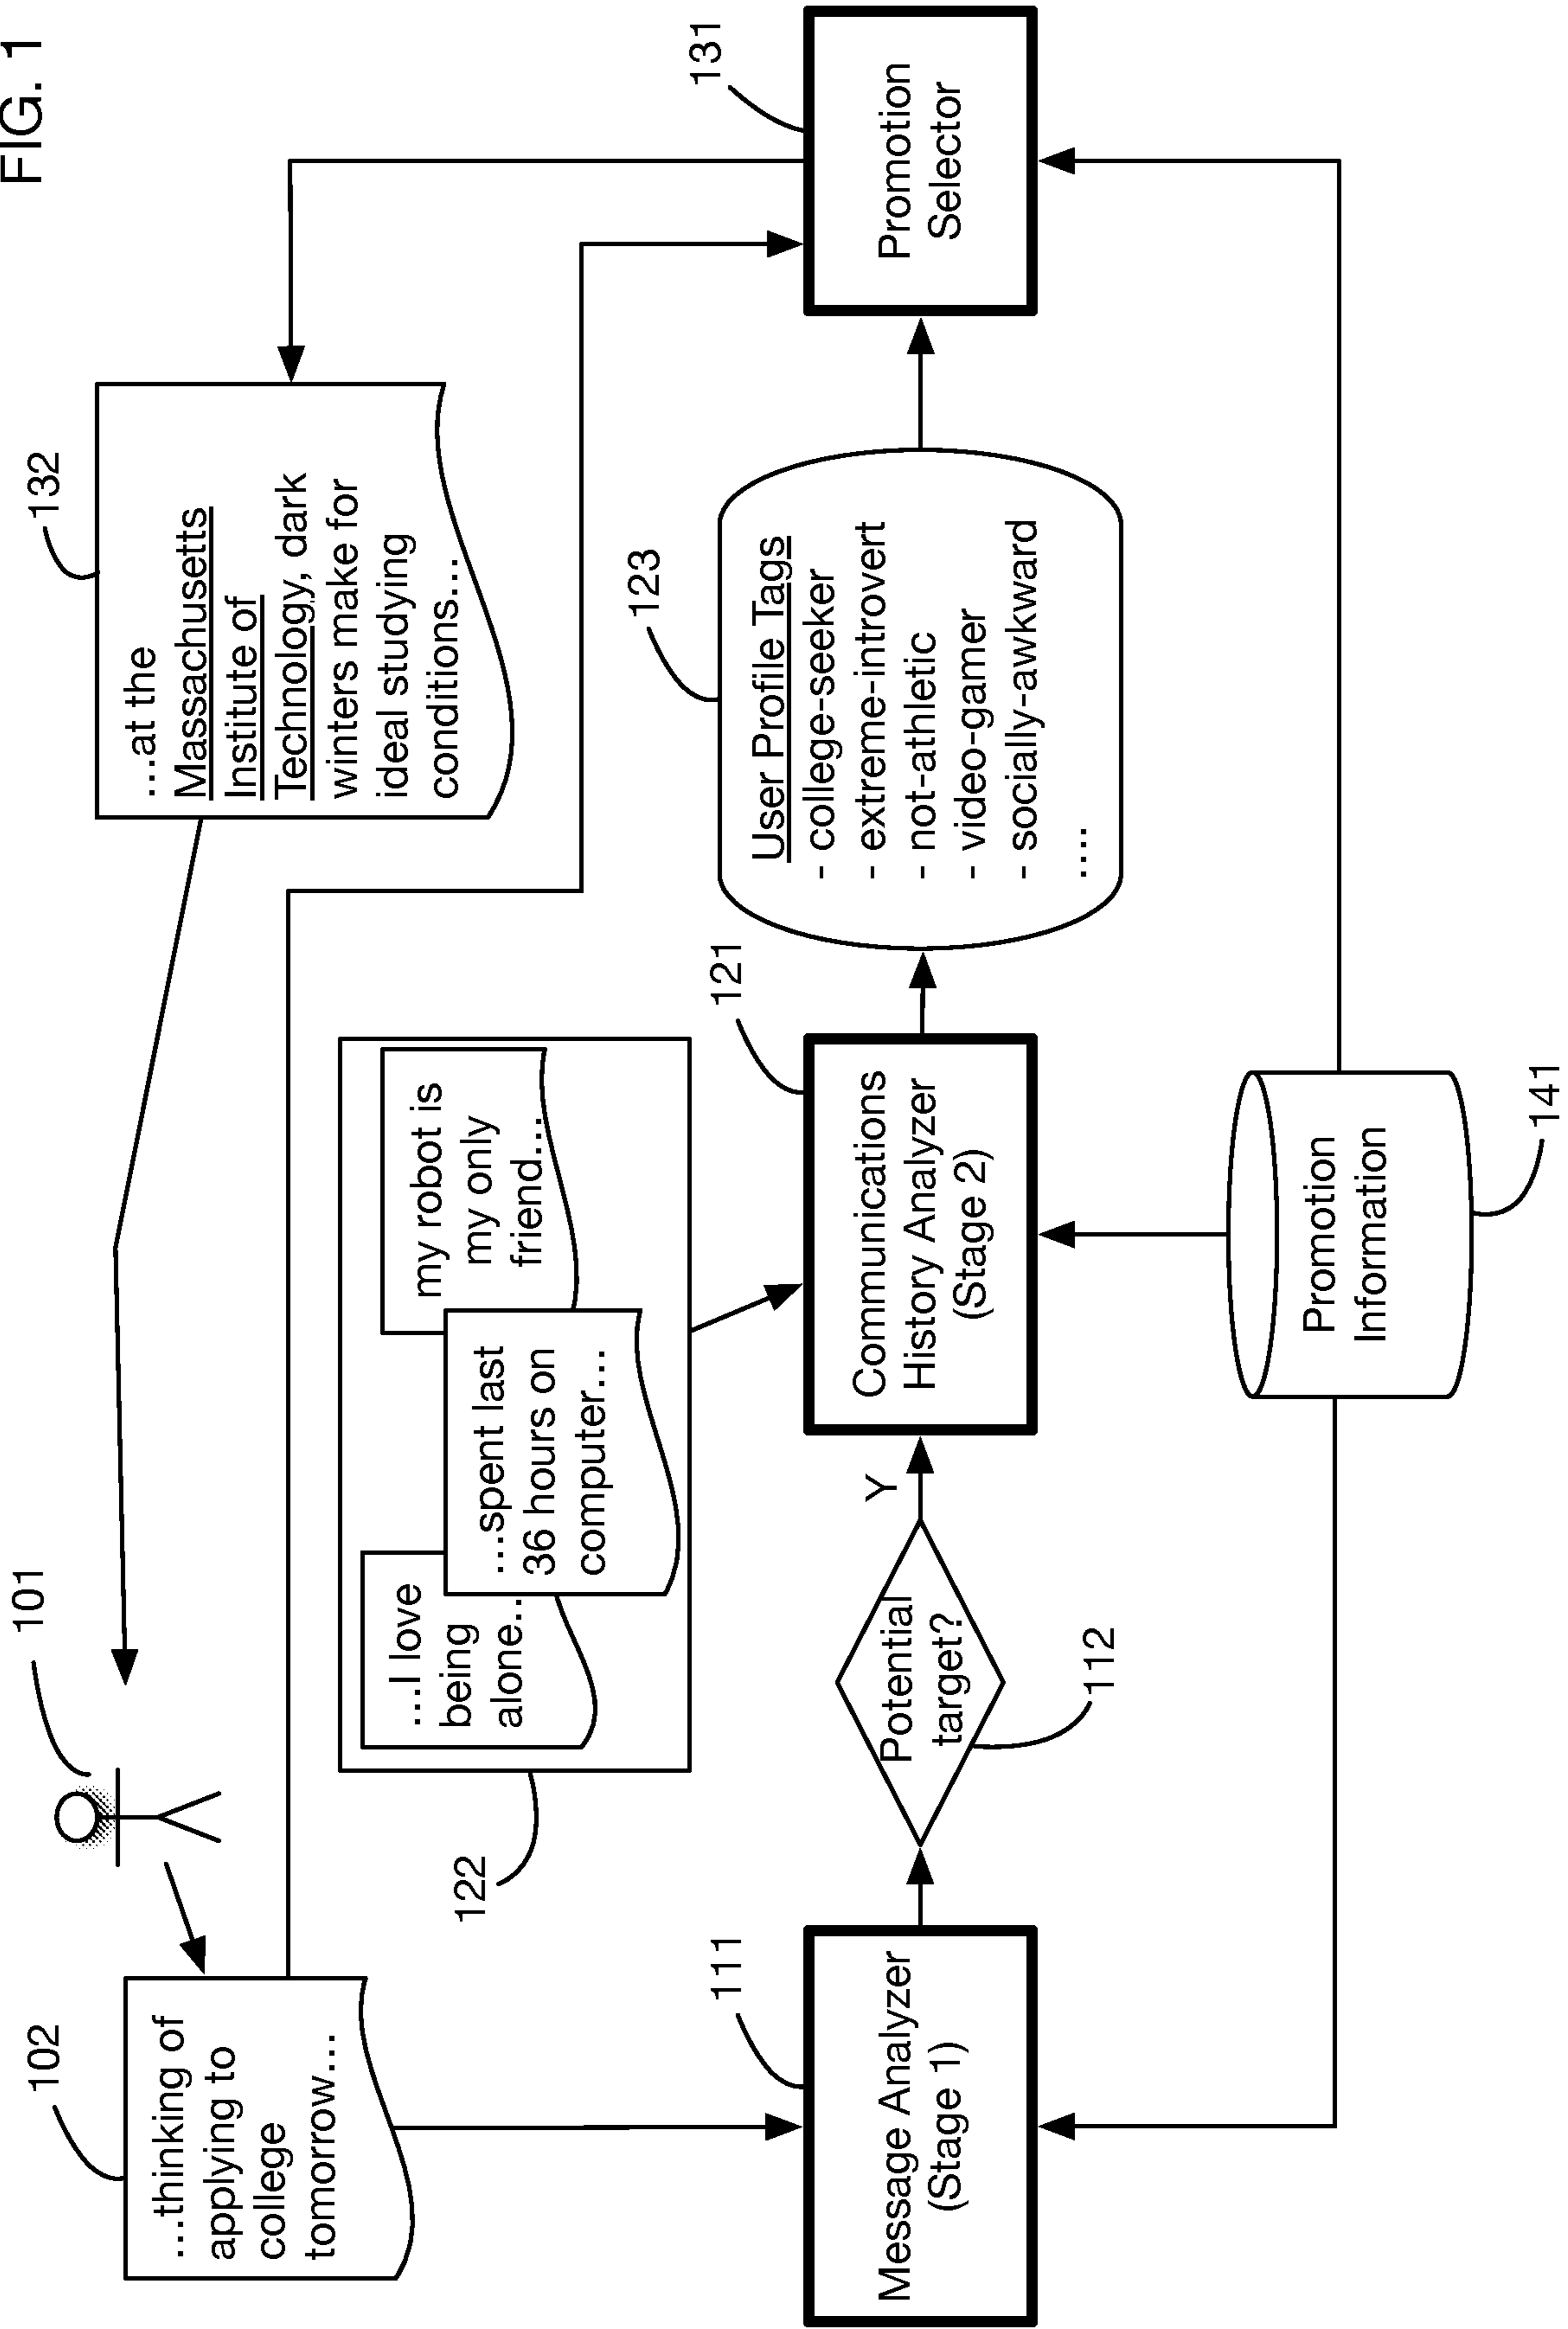 FIG. 1
101
102
...thinking of
applying to
college
tomorrow...
132
...at the
Massachusetts
Institute of
Technology, dark
winters make for
ideal studying
conditions...
122
...I love
being
alone..
...spent last
36 hours on
computer...
my robot is
my only
friend...
111
Message Analyzer
(Stage 1)
Potential
target?
112
Y
121
Communications
History Analyzer
(Stage 2)
123
User Profile Tags
- college-seeker
- extreme-introvert
- not-athletic
- video-gamer
- socially-awkward
....
131
Promotion
Selector
Promotion
Information
141